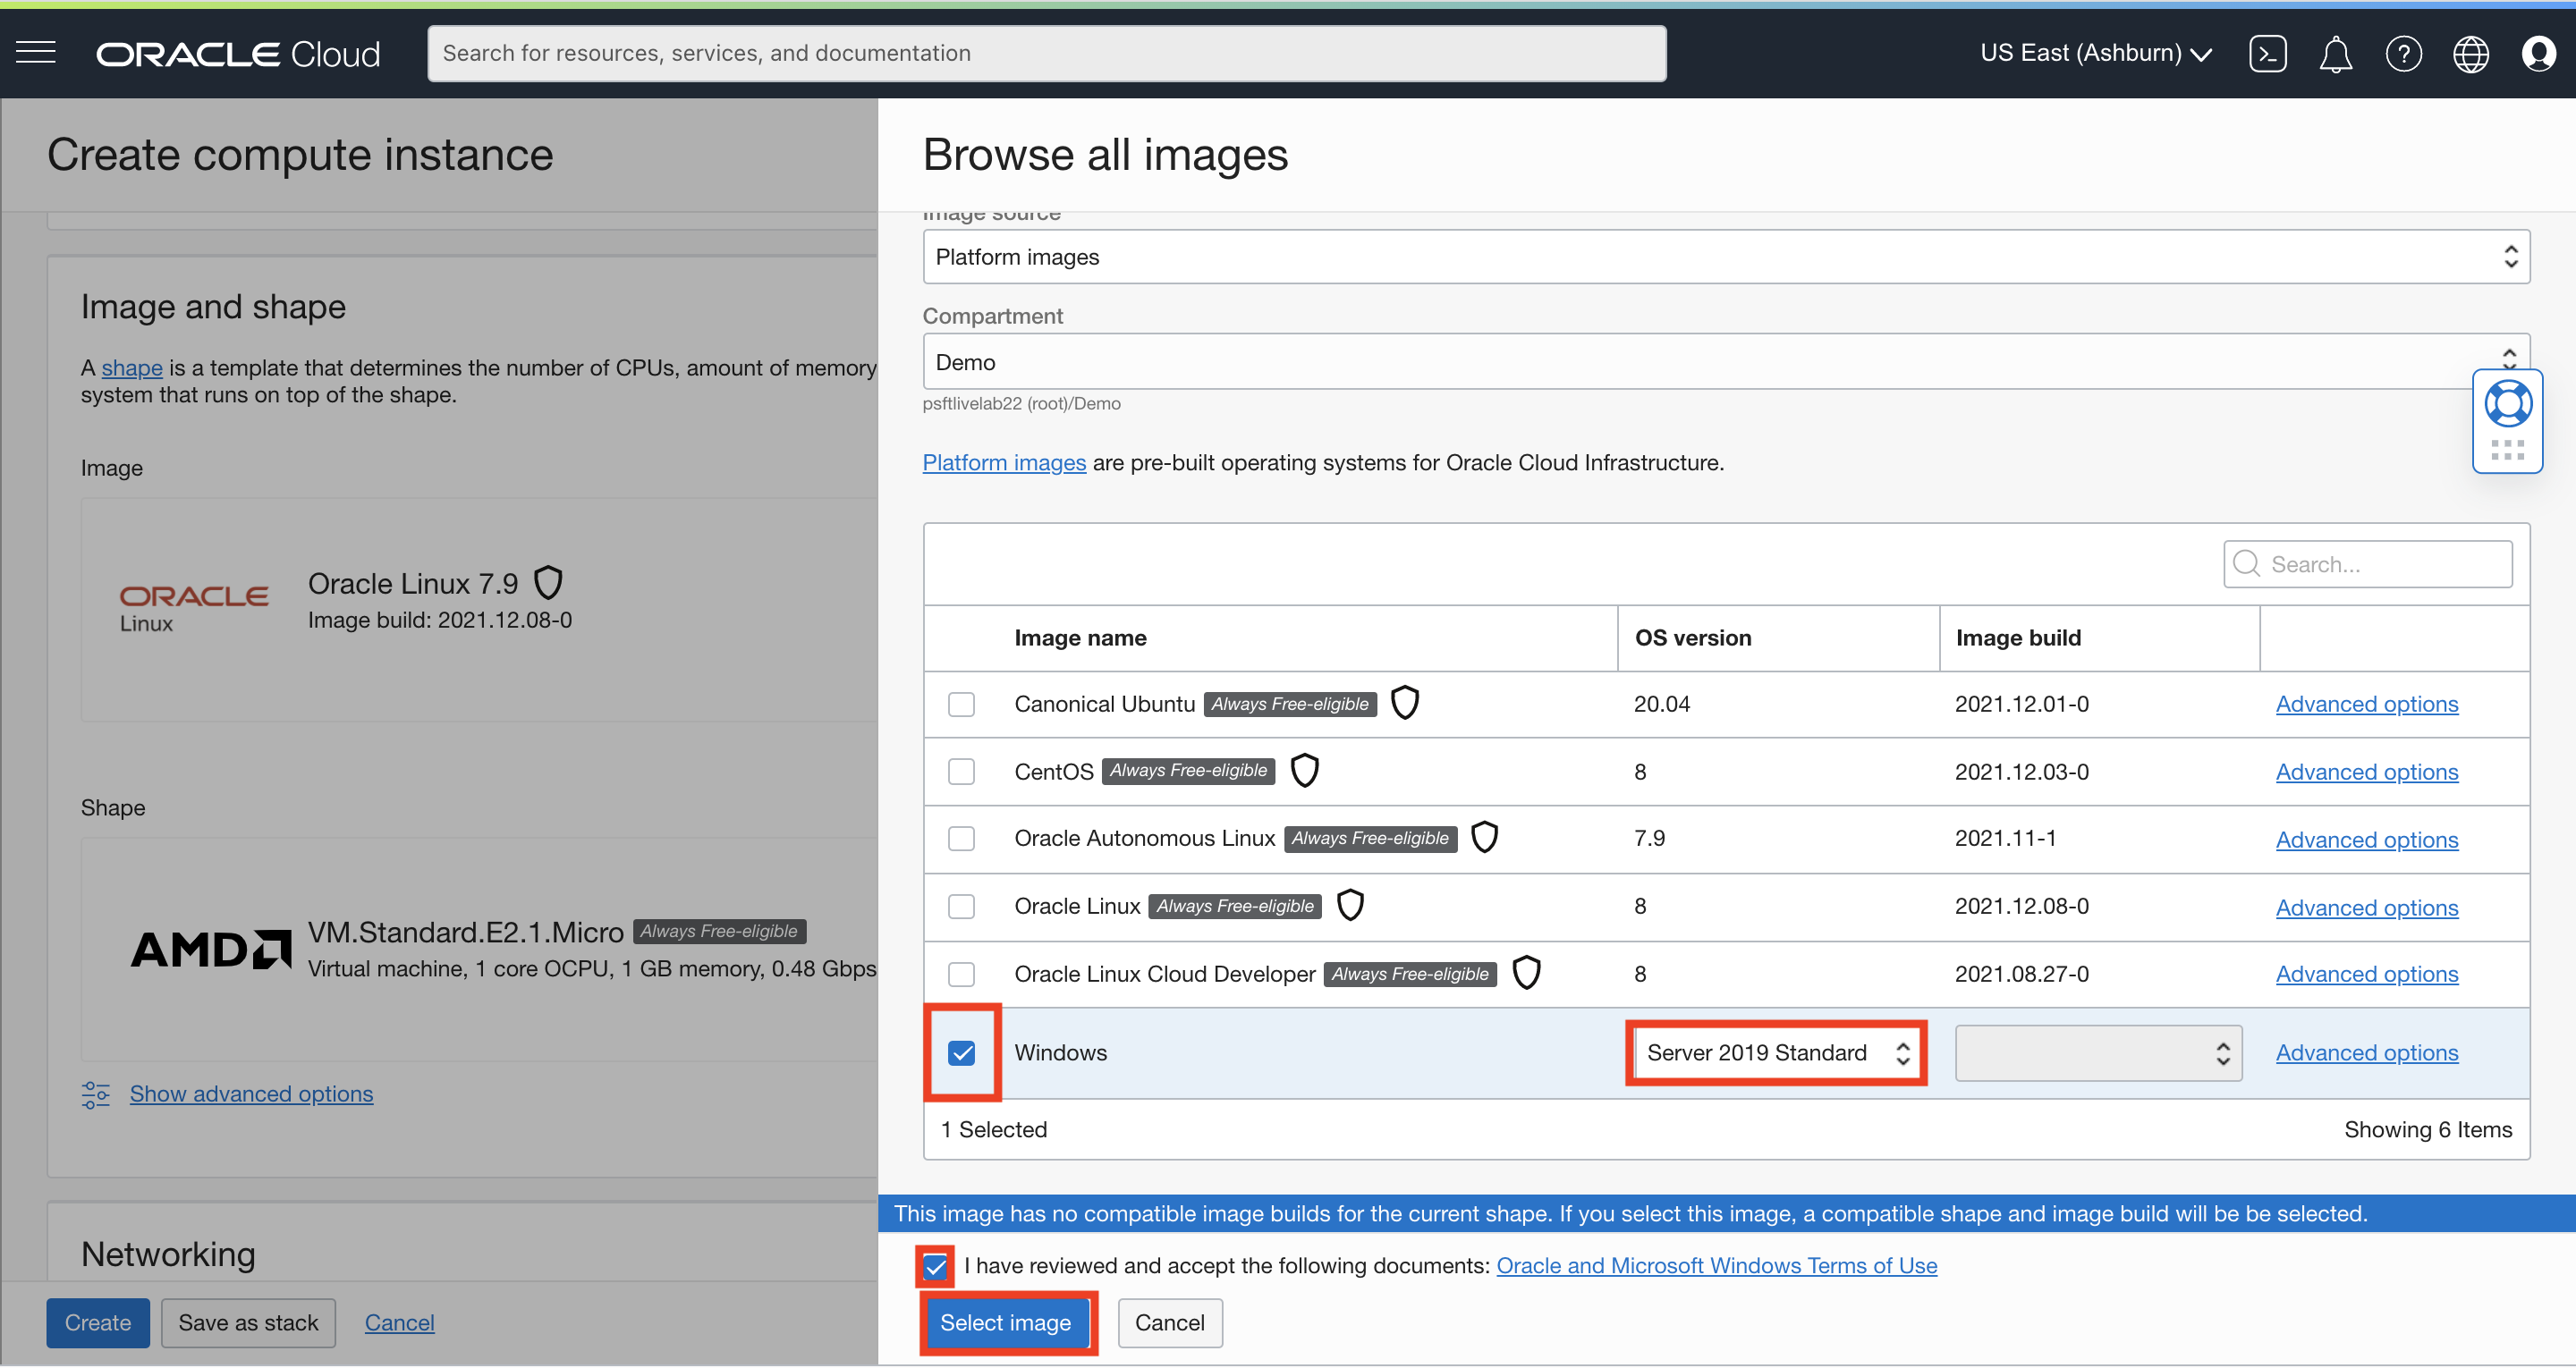 ORACLE Cloud
Search for resources, services, and documentation
US East (Ashburn)
Create compute instance
Image and shape
A shape is a template that determines the number of CPUs, amount of memory
system that runs on top of the shape.
Image
ORACLE
Linux
Oracle Linux 7.9
Image build: 2021.12.08-0
Shape
AMD
VM.Standard.E2.1.Micro Always Free-eligible
Virtual machine, 1 core OCPU, 1 GB memory, 0.48 Gbps
Show advanced options
Networking
Create
Save as stack
Cancel
Browse all images
Image source
Platform images
Compartment
Demo
psftlivelab22 (root)/Demo
Platform images are pre-built operating systems for Oracle Cloud Infrastructure.
Search...
Image name OS version Image build
Canonical Ubuntu Always Free-eligible 20.04 2021.12.01-0 Advanced options
CentOS Always Free-eligible 8 2021.12.03-0 Advanced options
Oracle Autonomous Linux Always Free-eligible 7.9 2021.11-1 Advanced options
Oracle Linux Always Free-eligible 8 2021.12.08-0 Advanced options
Oracle Linux Cloud Developer Always Free-eligible 8 2021.08.27-0 Advanced options
Windows Server 2019 Standard Advanced options
1 Selected Showing 6 Items
This image has no compatible image builds for the current shape. If you select this image, a compatible shape and image build will be be selected.
I have reviewed and accept the following documents: Oracle and Microsoft Windows Terms of Use
Select image
Cancel